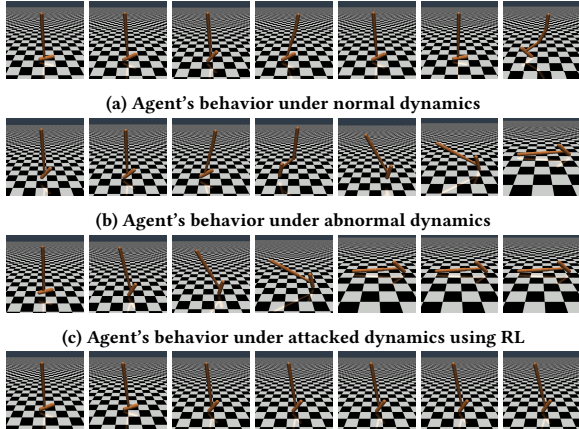 (a) Agent's behavior under normal dynamics
(b) Agent's behavior under abnormal dynamics
(c) Agent's behavior under attacked dynamics using RL